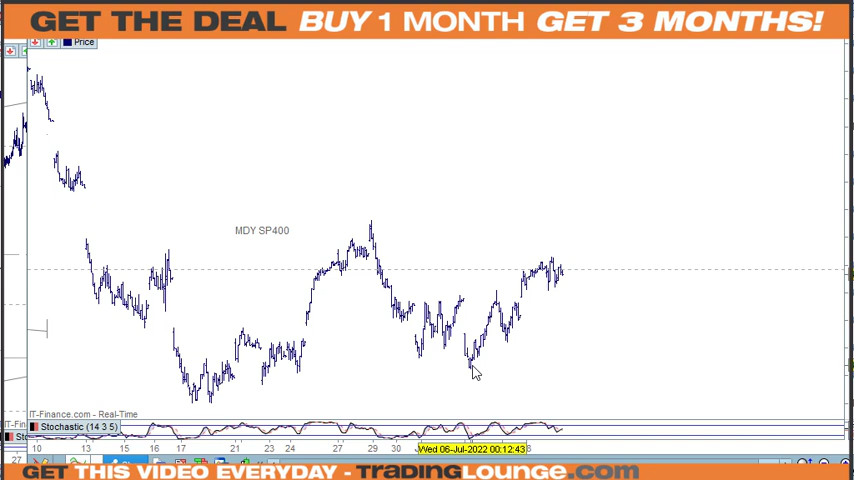 GET THE DEAL BUY 1 MONTH GET 3 MONTHS!
Price
MDY SP400
IT-Finance.com - Real-Time
Stochastic (14 3 5)
10 13 15 16 17 21 22 23 24 27 29 30
Wed 06-Jul-2022 00:12:43
27
GET THIS VIDEO EVERYDAY - TradingLounge.com